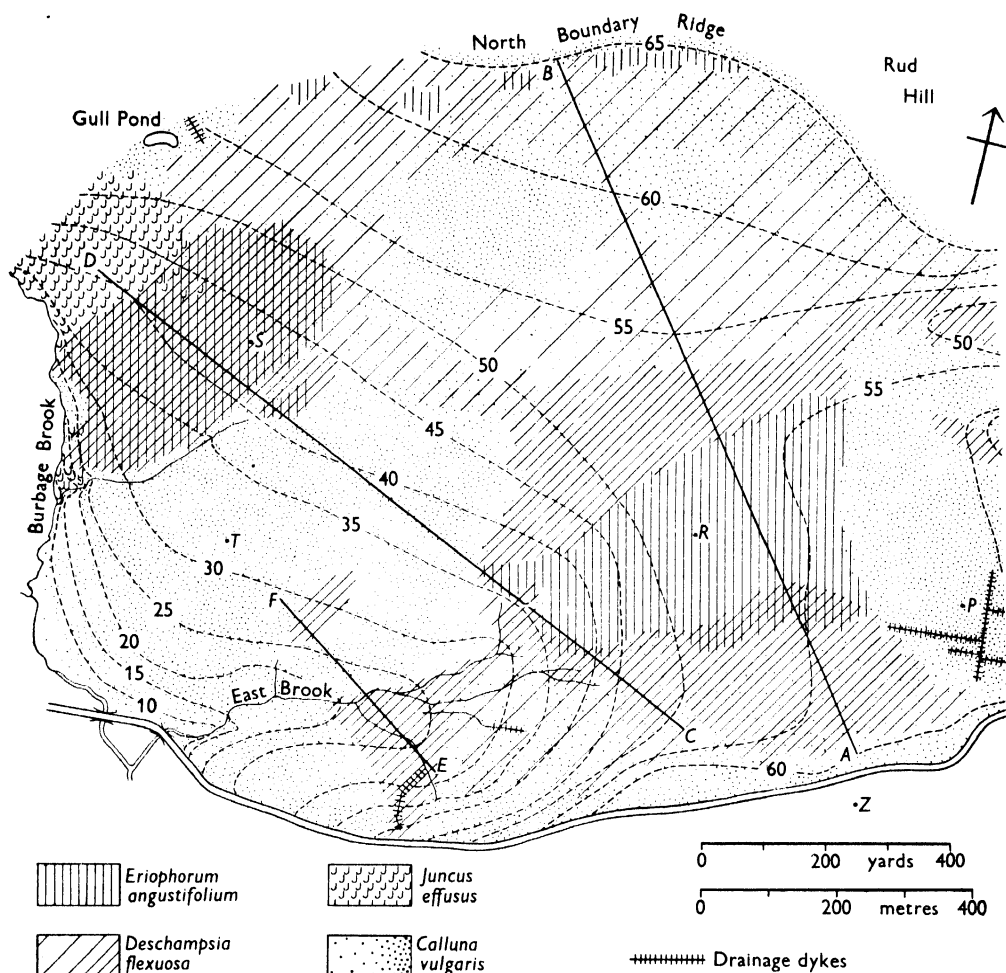 North Boundary Ridge
65
B
Rud
Hill
Gull Pond
60
D
55
50
S
50
55
45
Burbage Brook
40
35
R
T
30
F
P
25
20
15
East Brook
10
C
A
60
E
Z
0 200 yards 400
Eriophorum
angustifolium
Juncus
effusus
0 200 metres 400
Deschampsia
flexuosa
Calluna
vulgaris
Drainage dykes